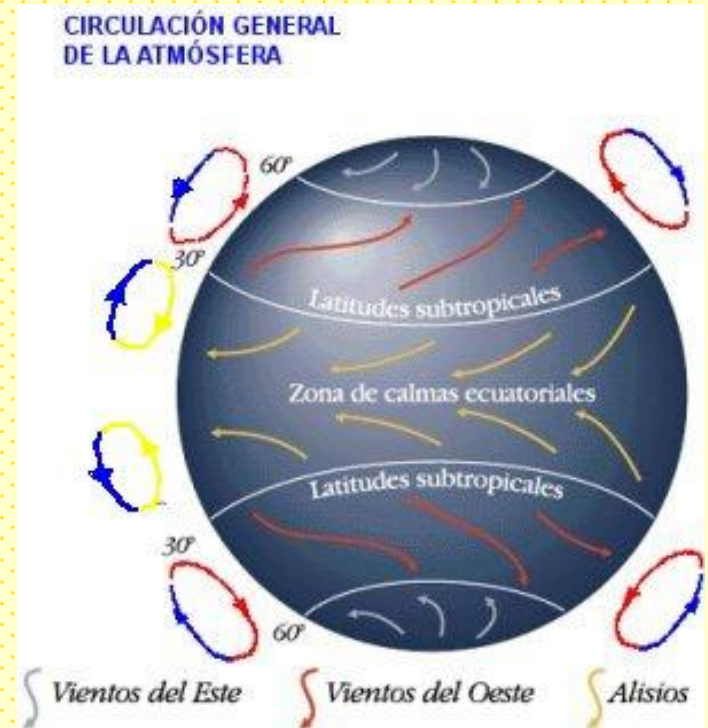 CIRCULACIÓN GENERAL
DE LA ATMÓSFERA
60º
30º
Latitudes subtropicales
Zona de calmas ecuatoriales
Latitudes subtropicales
30º
60º
Vientos del Este
Vientos del Oeste
Alisios